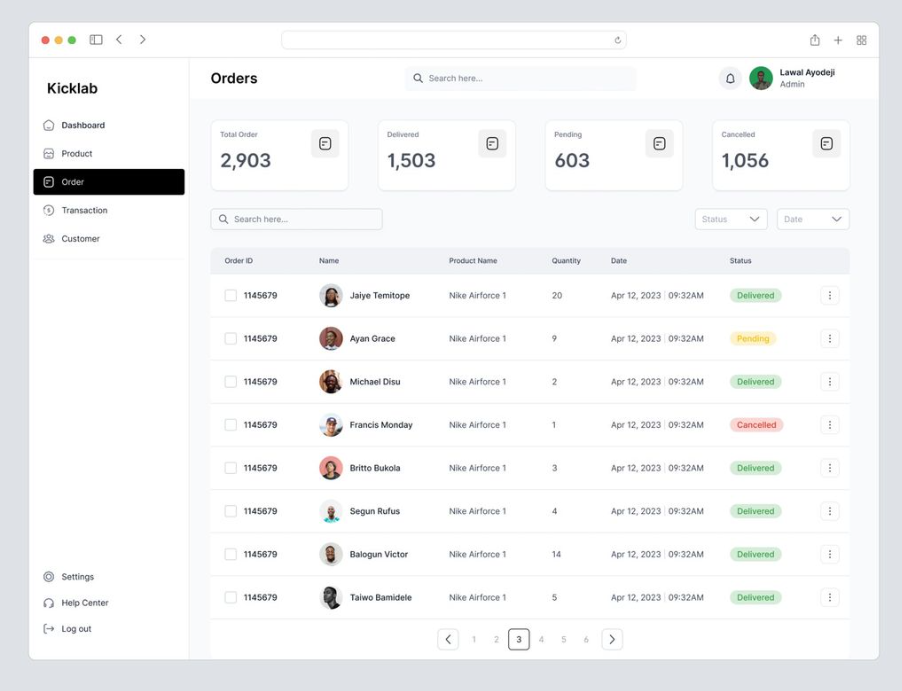 Kicklab
Dashboard
Product
Order
Transaction
Customer
Settings
Help Center
Log out
Orders
Search here...
Lawal Ayodeji
Admin
Total Order
2,903
Delivered
1,503
Pending
603
Cancelled
1,056
Search here...
Status
Date
Order ID Name Product Name Quantity Date Status
1145679 Jaiye Temitope Nike Airforce 1 20 Apr 12, 2023 | 09:32AM Delivered
1145679 Ayan Grace Nike Airforce 1 9 Apr 12, 2023 | 09:32AM Pending
1145679 Michael Disu Nike Airforce 1 2 Apr 12, 2023 | 09:32AM Delivered
1145679 Francis Monday Nike Airforce 1 1 Apr 12, 2023 | 09:32AM Cancelled
1145679 Britto Bukola Nike Airforce 1 3 Apr 12, 2023 | 09:32AM Delivered
1145679 Segun Rufus Nike Airforce 1 4 Apr 12, 2023 | 09:32AM Delivered
1145679 Balogun Victor Nike Airforce 1 14 Apr 12, 2023 | 09:32AM Delivered
1145679 Taiwo Bamidele Nike Airforce 1 5 Apr 12, 2023 | 09:32AM Delivered
1 2 3 4 5 6